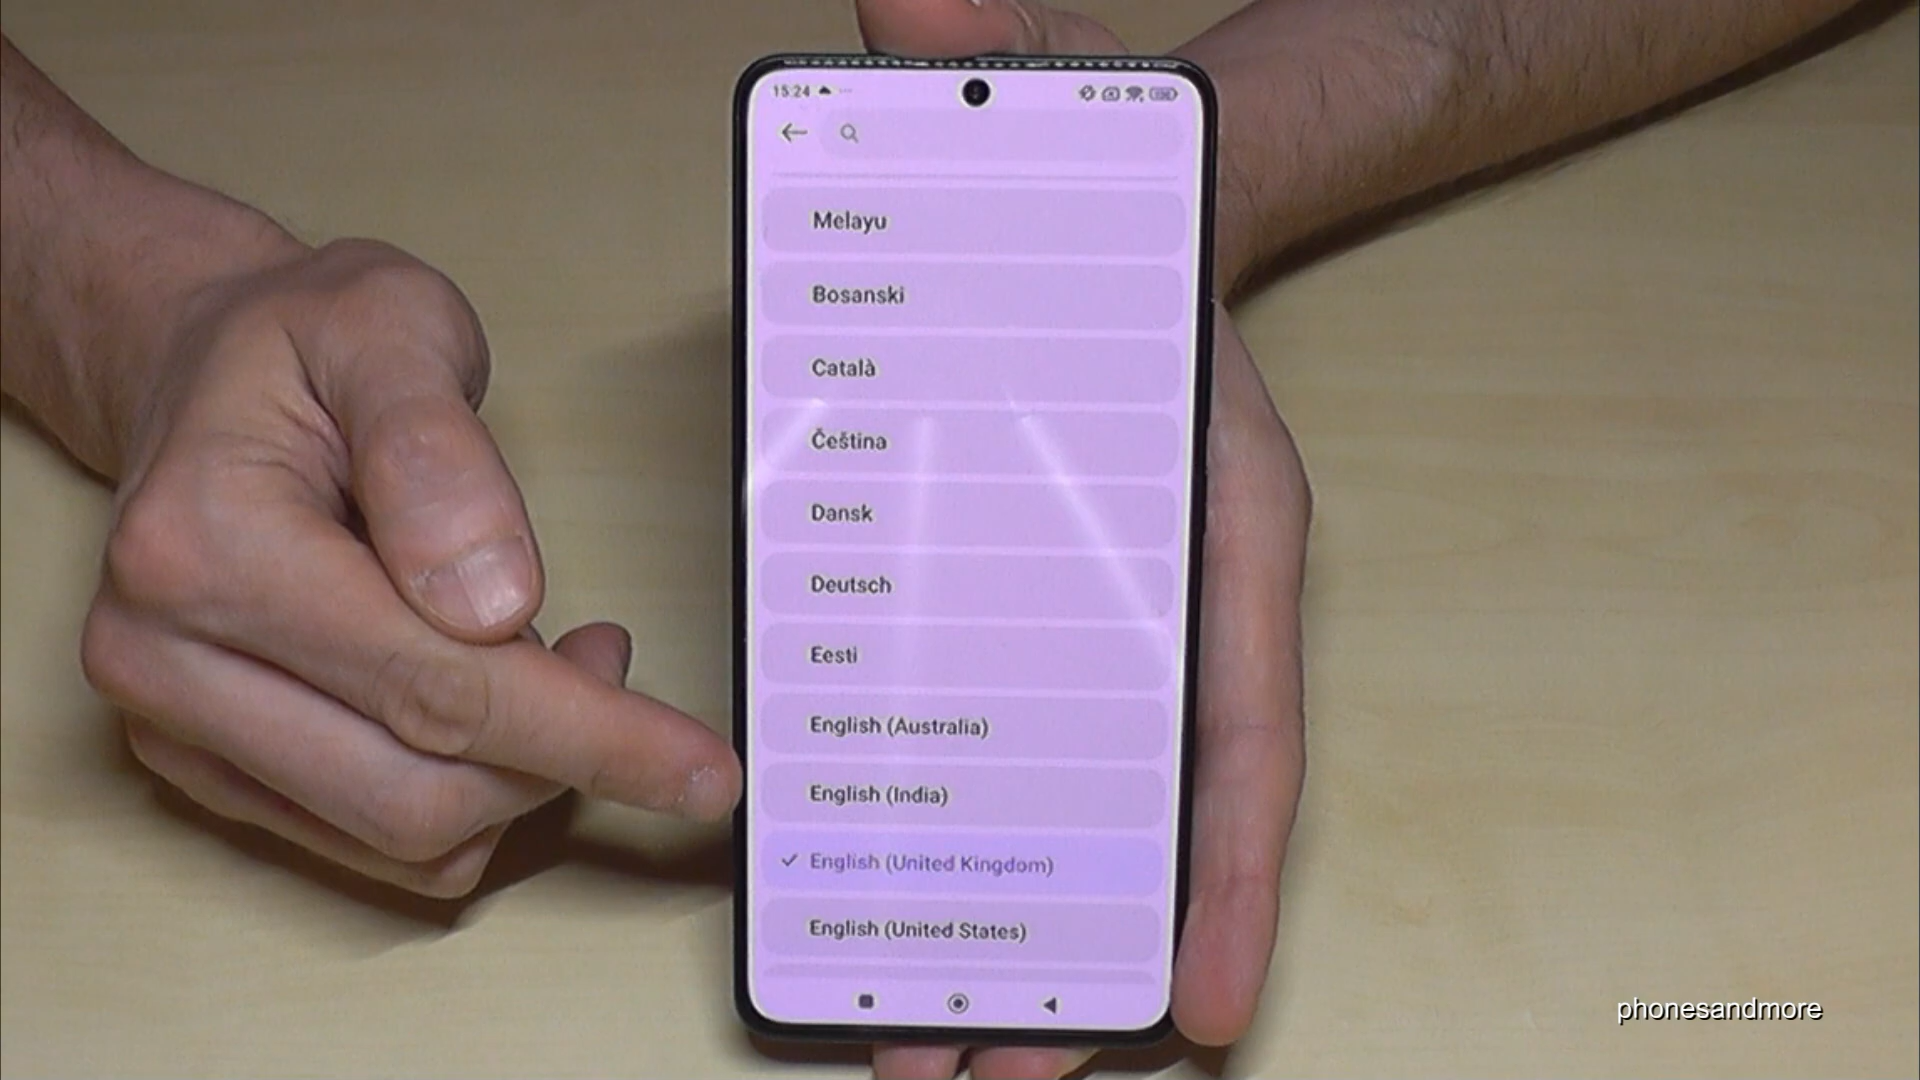 15:24
Melayu
Bosanski
Català
Čeština
Dansk
Deutsch
Eesti
English (Australia)
English (India)
English (United Kingdom)
English (United States)
phonesandmore